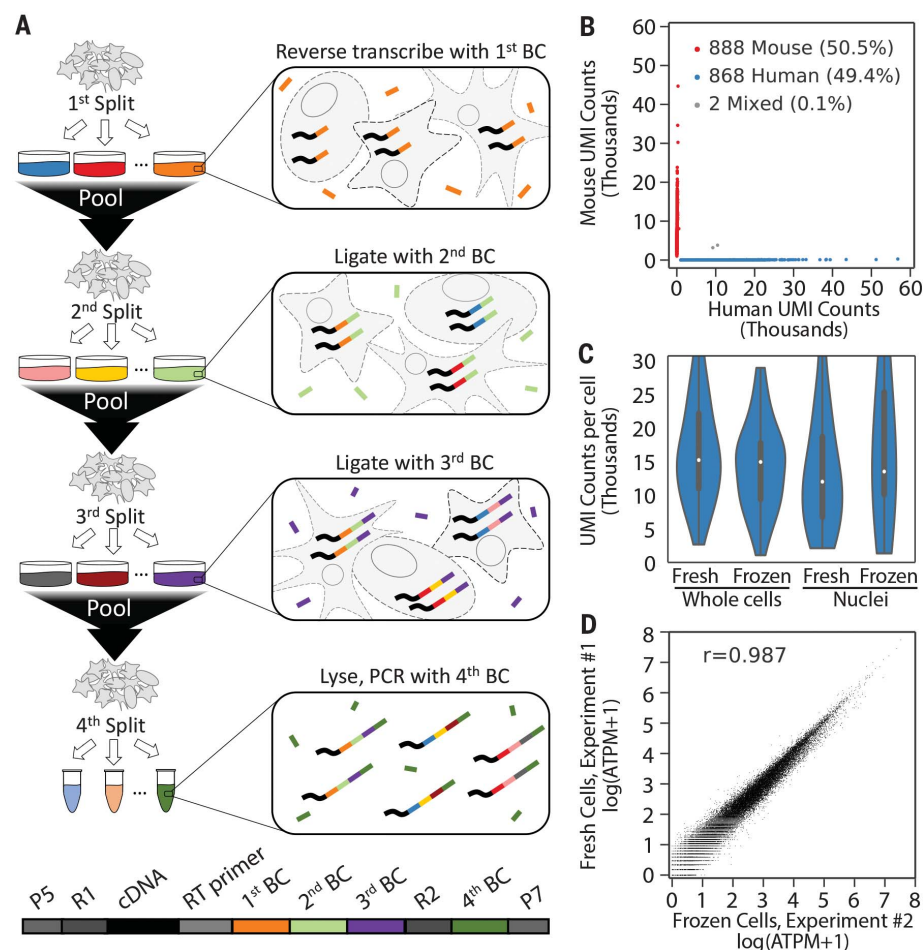 A
Reverse transcribe with 1st BC
1st Split
...
Pool
Ligate with 2nd BC
2nd Split
...
Pool
Ligate with 3rd BC
3rd Split
...
Pool
Lyse, PCR with 4th BC
4th Split
...
P5 R1 cDNA RT primer 1st BC 2nd BC 3rd BC R2 4th BC P7
B
Mouse UMI Counts
(Thousands)
60
50
40
30
20
10
0
888 Mouse (50.5%)
868 Human (49.4%)
2 Mixed (0.1%)
0 10 20 30 40 50 60
Human UMI Counts
(Thousands)
C
UMI Counts per cell
(Thousands)
30
25
20
15
10
5
0
Fresh Frozen Fresh Frozen
Whole cells Nuclei
D
Fresh Cells, Experiment #1
log(ATPM+1)
8
7
6
5
4
3
2
1
0
r=0.987
0 1 2 3 4 5 6 7 8
Frozen Cells, Experiment #2
log(ATPM+1)